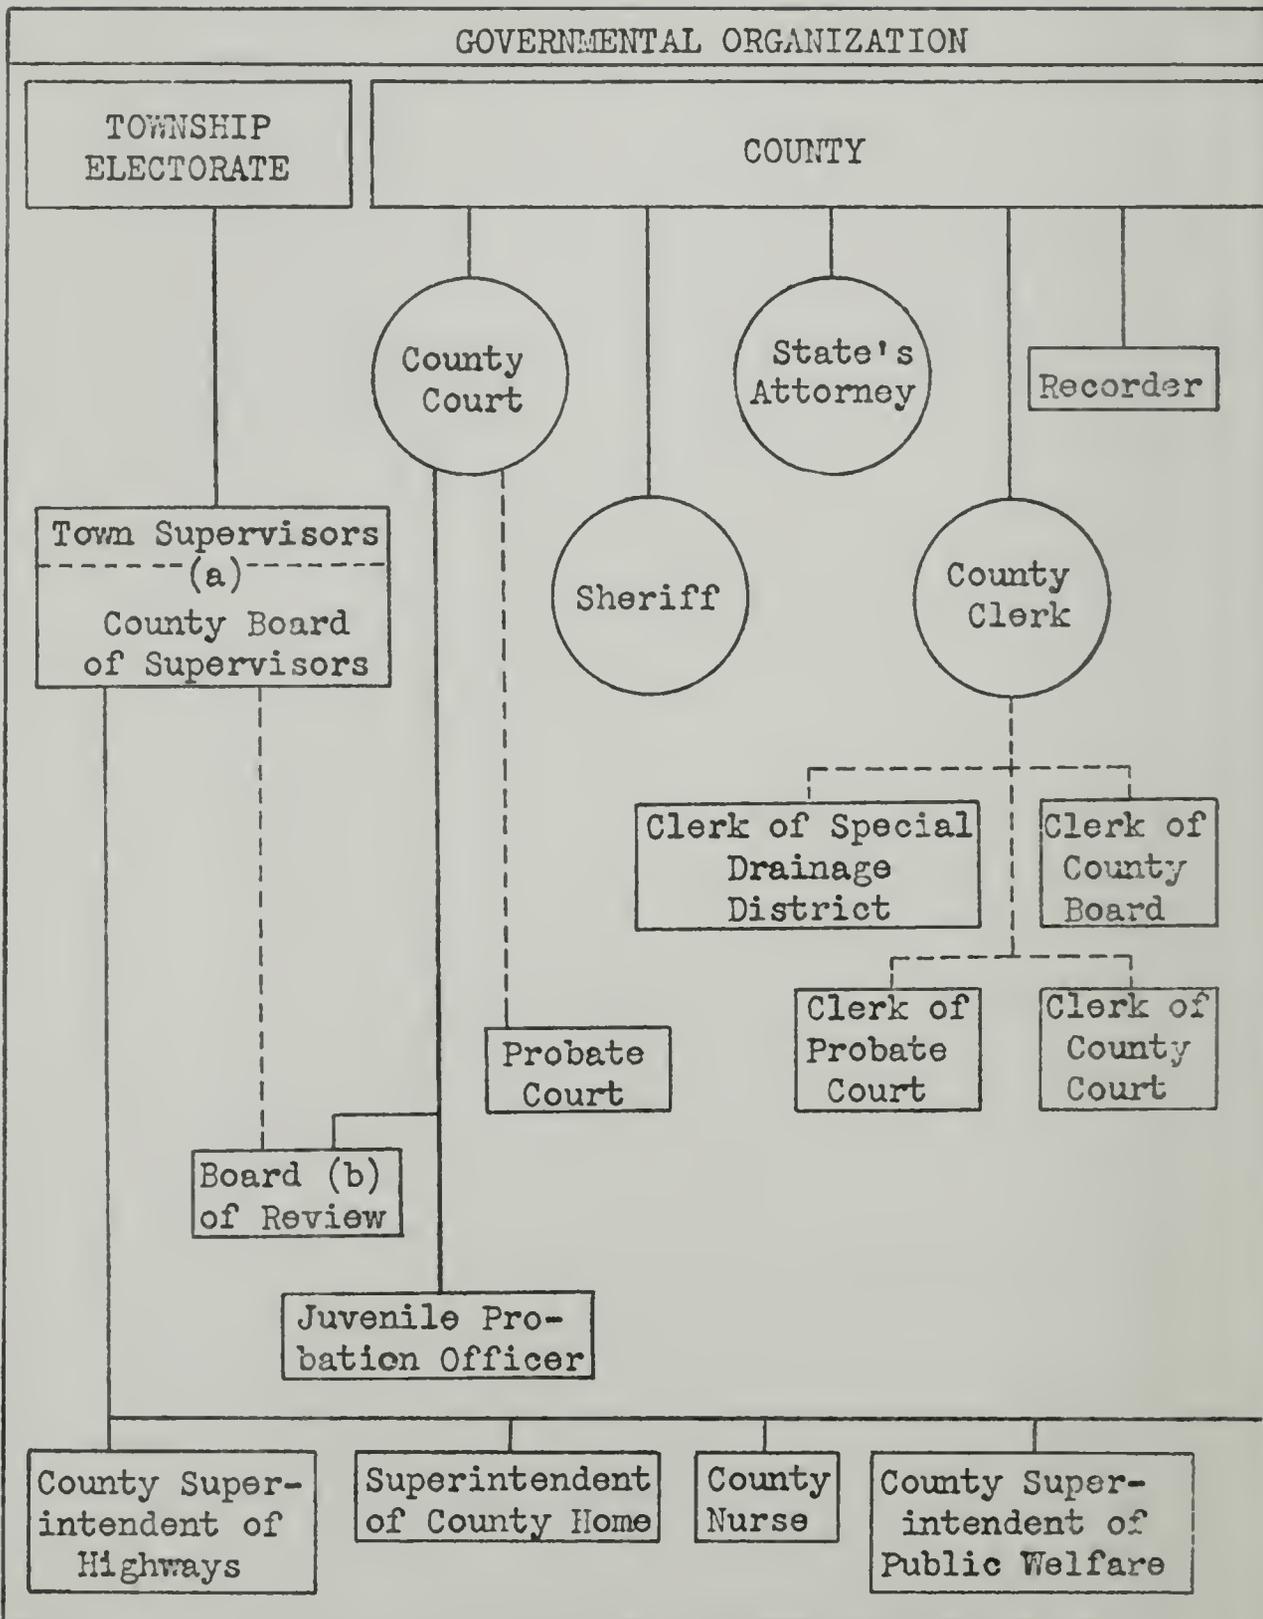 GOVERNMENTAL ORGANIZATION
TOWNSHIP
ELECTORATE
COUNTY
County
Court
State's
Attorney
Recorder
Town Supervisors
(a)
County Board
of Supervisors
Sheriff
County
Clerk
Clerk of Special
Drainage
District
Clerk of
County
Board
Clerk of
Probate
Court
Clerk of
County
Court
Probate
Court
Board (b)
of Review
Juvenile Pro-
bation Officer
County Super-
intendent of
Highways
Superintendent
of County Home
County
Nurse
County Super-
intendent of
Public Welfare